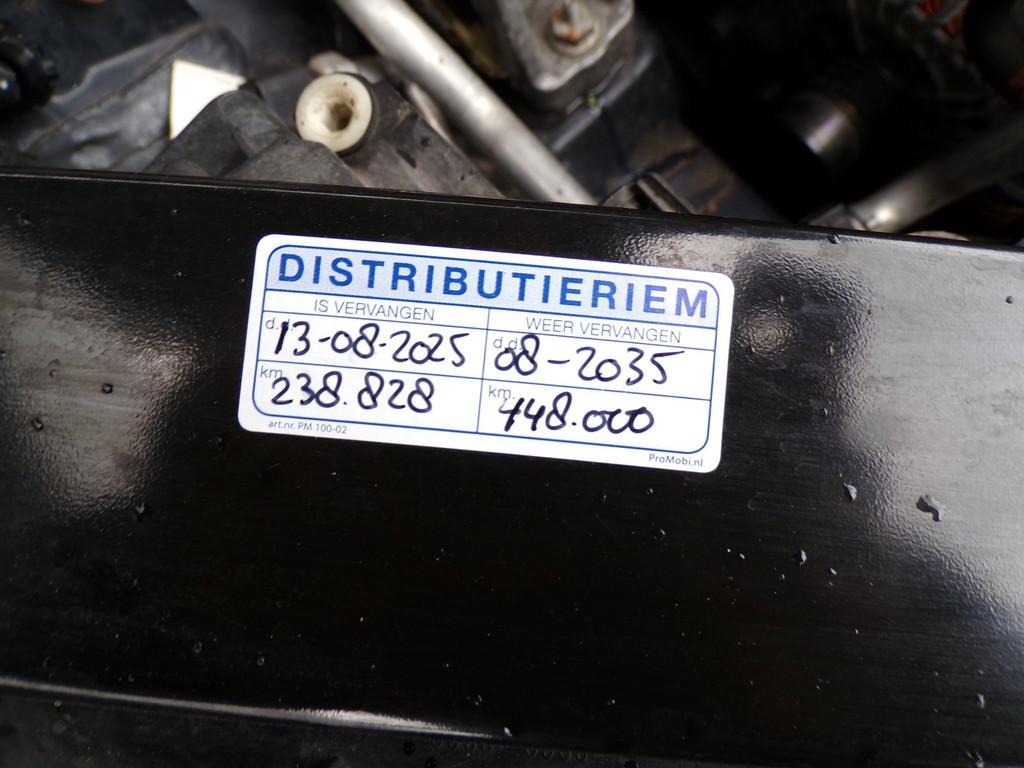 DISTRIBUTIERIEM
IS VERVANGEN
WEER VERVANGEN
d.d. 13-08-2025
d.d. 08-2035
km. 238.828
km. 448.000
art.nr. PM 100-02
ProMobi.nl